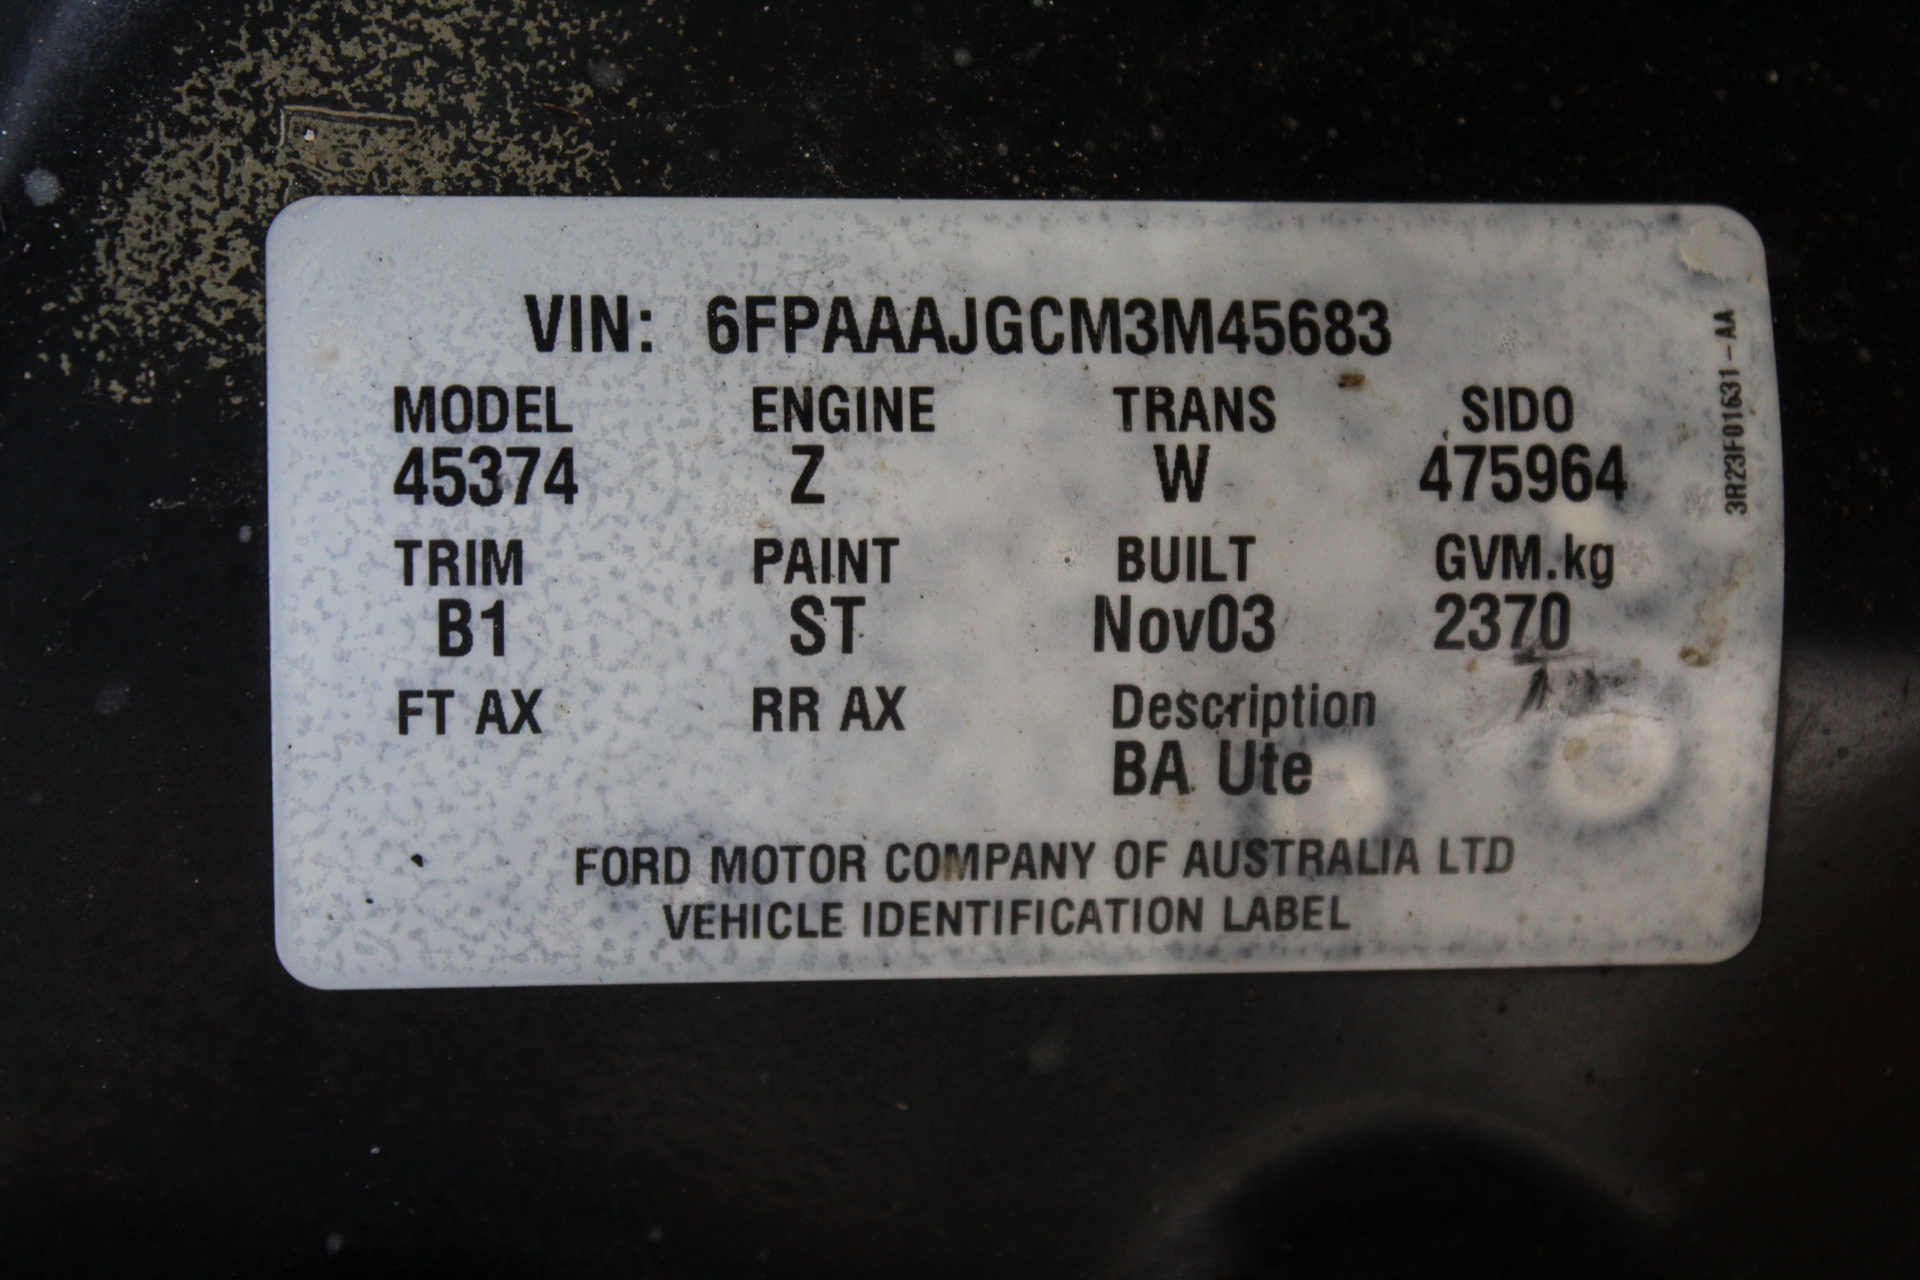 VIN: 6FPAAAJGCM3M45683
MODEL ENGINE TRANS SIDO
45374 Z W 475964
TRIM PAINT BUILT GVM.kg
B1 ST Nov03 2370
FT AX RR AX Description
BA Ute
FORD MOTOR COMPANY OF AUSTRALIA LTD
VEHICLE IDENTIFICATION LABEL
3R23F01631-AA